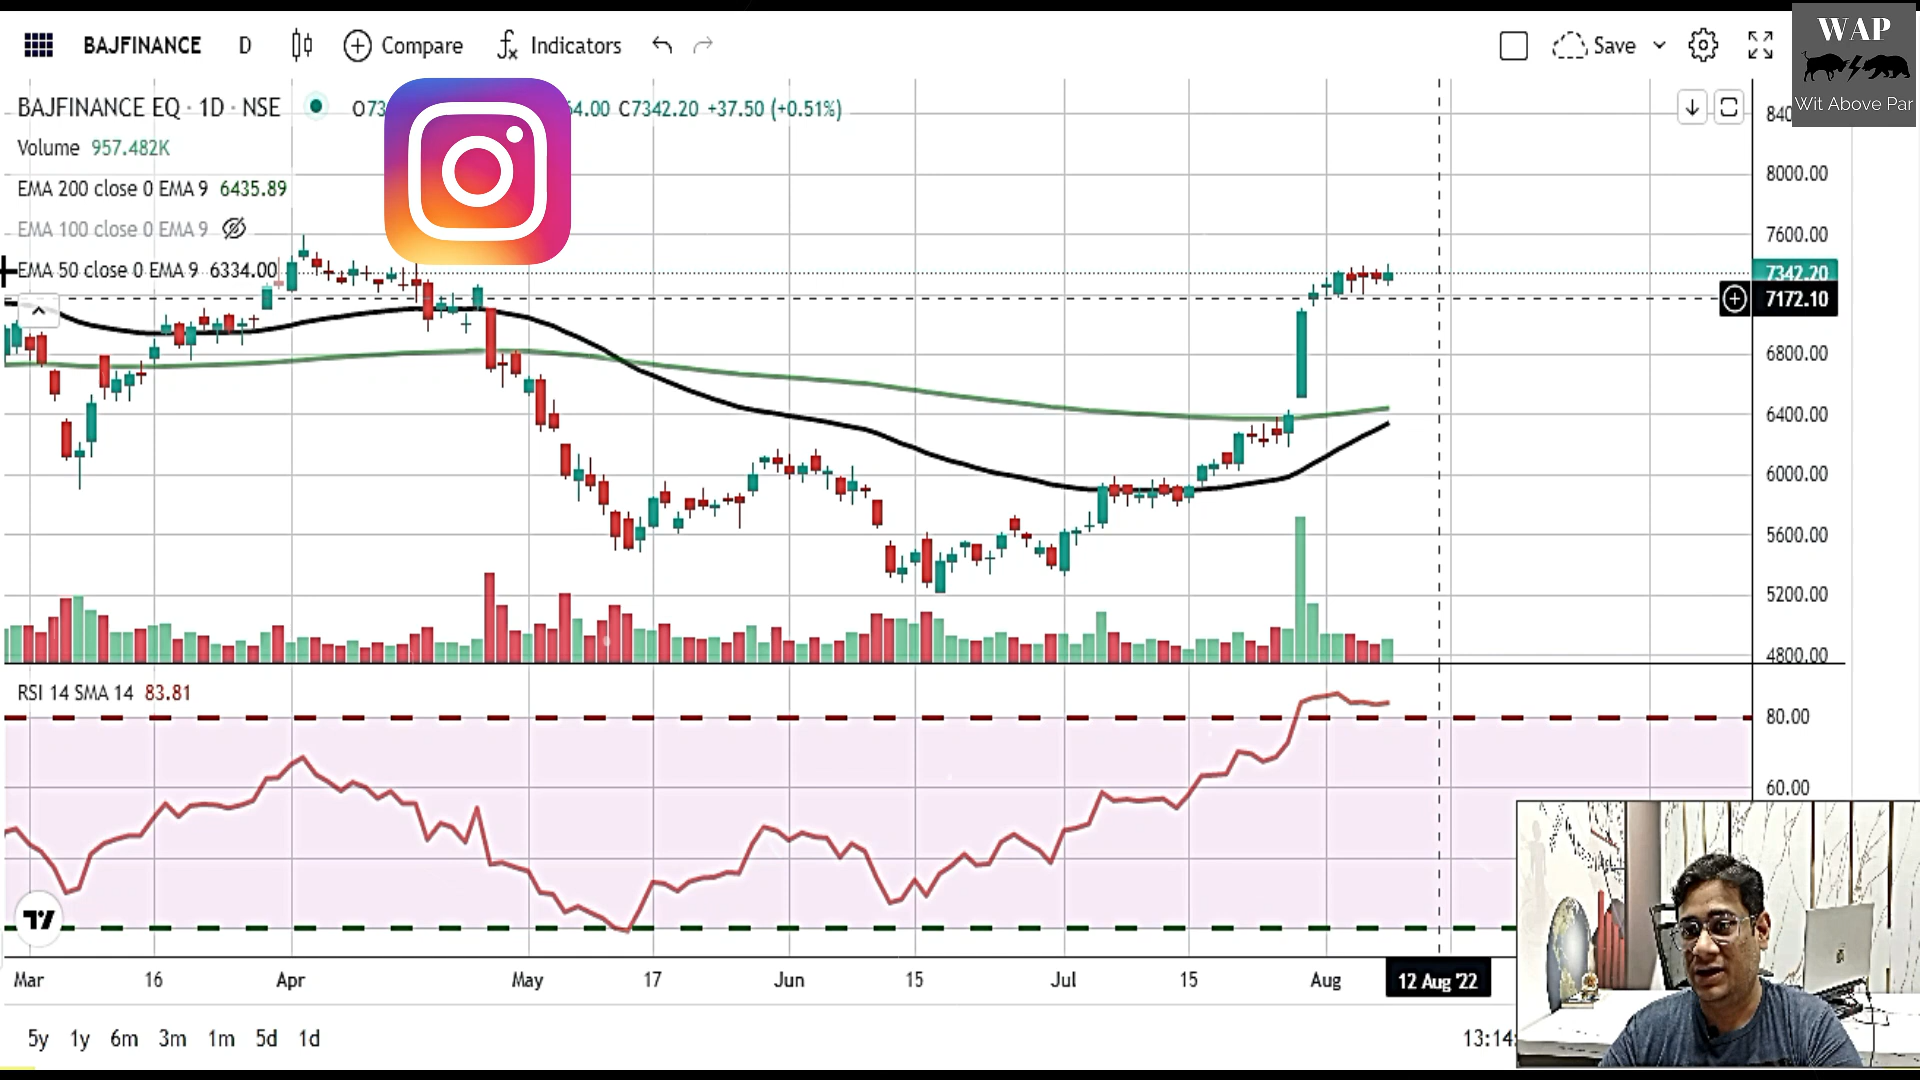 BAJFINANCE D Compare Indicators Save
WAP
Wit Above Par
BAJFINANCE EQ · 1D · NSE O73 64.00 C7342.20 +37.50 (+0.51%)
Volume 957.482K
EMA 200 close 0 EMA 9 6435.89
EMA 100 close 0 EMA 9
EMA 50 close 0 EMA 9 6334.00
840
8000.00
7600.00
7342.20
7172.10
6800.00
6400.00
6000.00
5600.00
5200.00
4800.00
RSI 14 SMA 14 83.81
80.00
60.00
Mar 16 Apr May 17 Jun 15 Jul 15 Aug 12 Aug '22
5y 1y 6m 3m 1m 5d 1d 13:14: